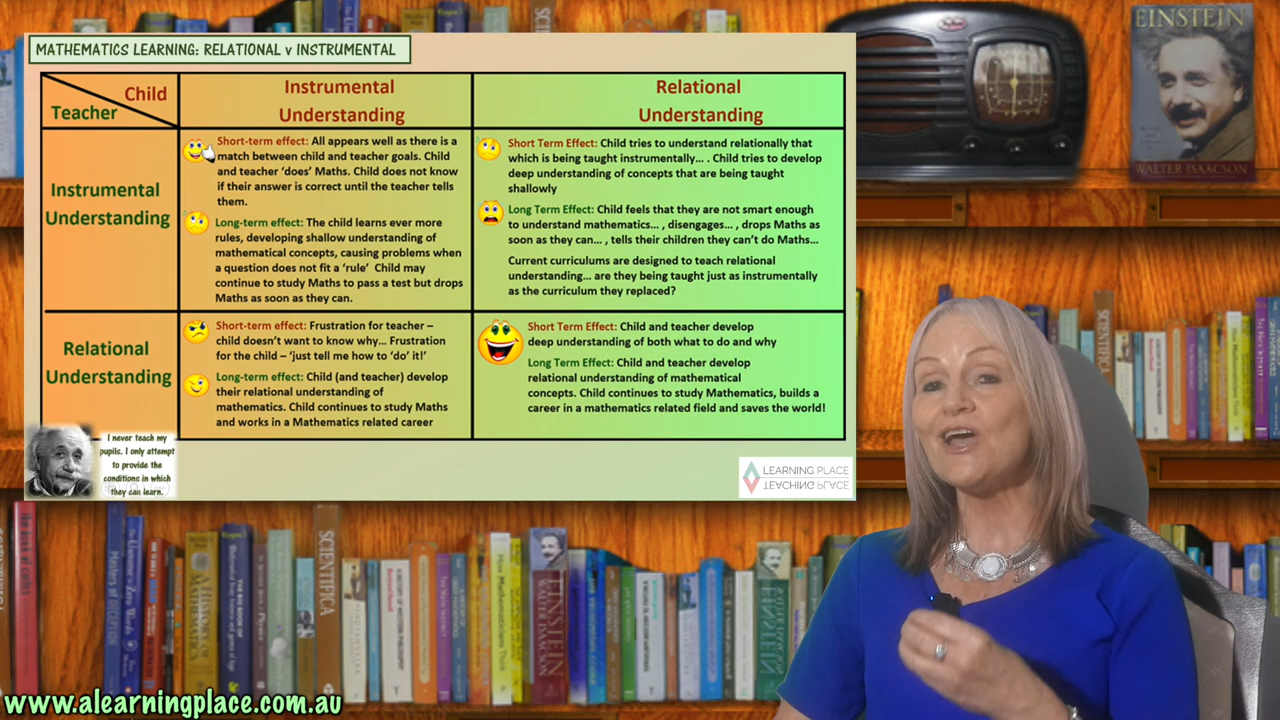 MATHEMATICS LEARNING: RELATIONAL v INSTRUMENTAL
Child
Teacher
Instrumental
Understanding
Relational
Understanding
Instrumental
Understanding
Short-term effect: All appears well as there is a
match between child and teacher goals. Child
and teacher ‘does’ Maths. Child does not know
if their answer is correct until the teacher tells
them.
Long-term effect: The child learns ever more
rules, developing shallow understanding of
mathematical concepts, causing problems when
a question does not fit a ‘rule’ Child may
continue to study Maths to pass a test but drops
Maths as soon as they can.
Short Term Effect: Child tries to understand relationally that
which is being taught instrumentally... . Child tries to develop
deep understanding of concepts that are being taught
shallowly
Long Term Effect: Child feels that they are not smart enough
to understand mathematics... , disengages... , drops Maths as
soon as they can... , tells their children they can’t do Maths...
Current curriculums are designed to teach relational
understanding... are they being taught just as instrumentally
as the curriculum they replaced?
Relational
Understanding
Short-term effect: Frustration for teacher –
child doesn’t want to know why... Frustration
for the child – ‘just tell me how to ‘do’ it!’
Long-term effect: Child (and teacher) develop
their relational understanding of
mathematics. Child continues to study Maths
and works in a Mathematics related career
Short Term Effect: Child and teacher develop
deep understanding of both what to do and why
Long Term Effect: Child and teacher develop
relational understanding of mathematical
concepts. Child continues to study Mathematics, builds a
career in a mathematics related field and saves the world!
I never teach my
pupils. I only attempt
to provide the
conditions in which
they can learn.
LEARNING PLACE
TEACHING PLACE
EINSTEIN
WALTER ISAACSON
SCIENTIFICA
EINSTEIN
WALTER ISAACSON
www.alearningplace.com.au